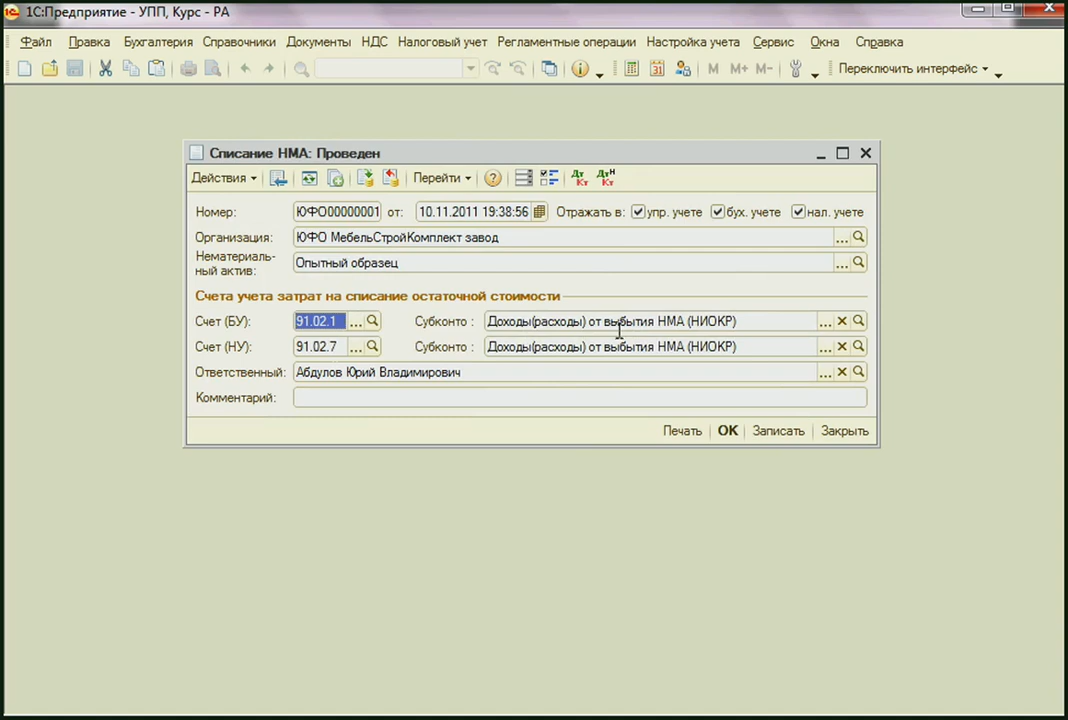 1С:Предприятие - УПП, Курс - РА
Файл Правка Бухгалтерия Справочники Документы НДС Налоговый учет Регламентные операции Настройка учета Сервис Окна Справка
M M+ M- Переключить интерфейс
Списание НМА: Проведен
Действия Перейти Дт Кт ДтН Кт
Номер: ЮФО00000001 от: 10.11.2011 19:38:56 Отражать в: упр. учете бух. учете нал. учете
Организация: ЮФО МебельСтройКомплект завод
Нематериаль-
ный актив: Опытный образец
Счета учета затрат на списание остаточной стоимости
Счет (БУ): 91.02.1 ... Субконто : Доходы(расходы) от выбытия НМА (НИОКР) ...
Счет (НУ): 91.02.7 ... Субконто : Доходы(расходы) от выбытия НМА (НИОКР) ...
Ответственный: Абдулов Юрий Владимирович ...
Комментарий:
Печать OK Записать Закрыть